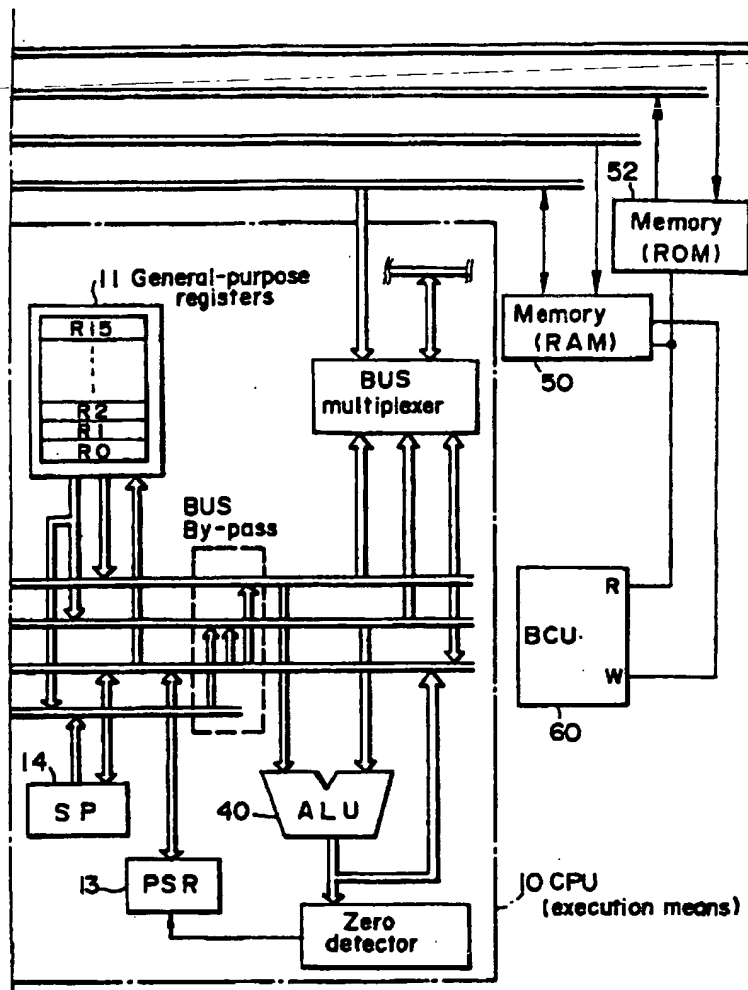 52
Memory
(ROM)
11 General-purpose
registers
R15
R2
R1
R0
Memory
(RAM)
50
BUS
multiplexer
BUS
By-pass
R
BCU
W
60
14
SP
40
ALU
13
PSR
10 CPU
(execution means)
Zero
detector